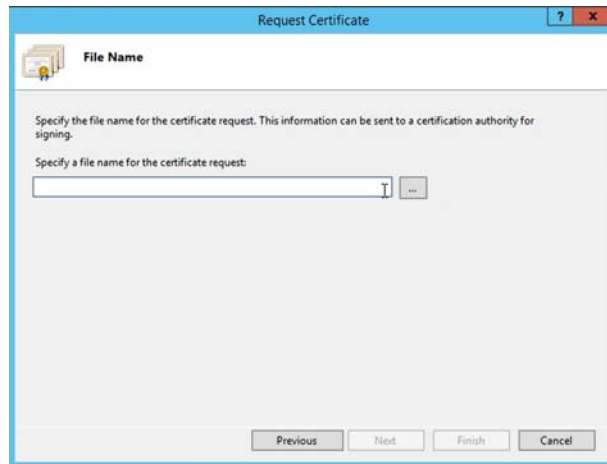 Request Certificate
? x
File Name
Specify the file name for the certificate request. This information can be sent to a certification authority for
signing.
Specify a file name for the certificate request:
...
Previous Next Finish Cancel